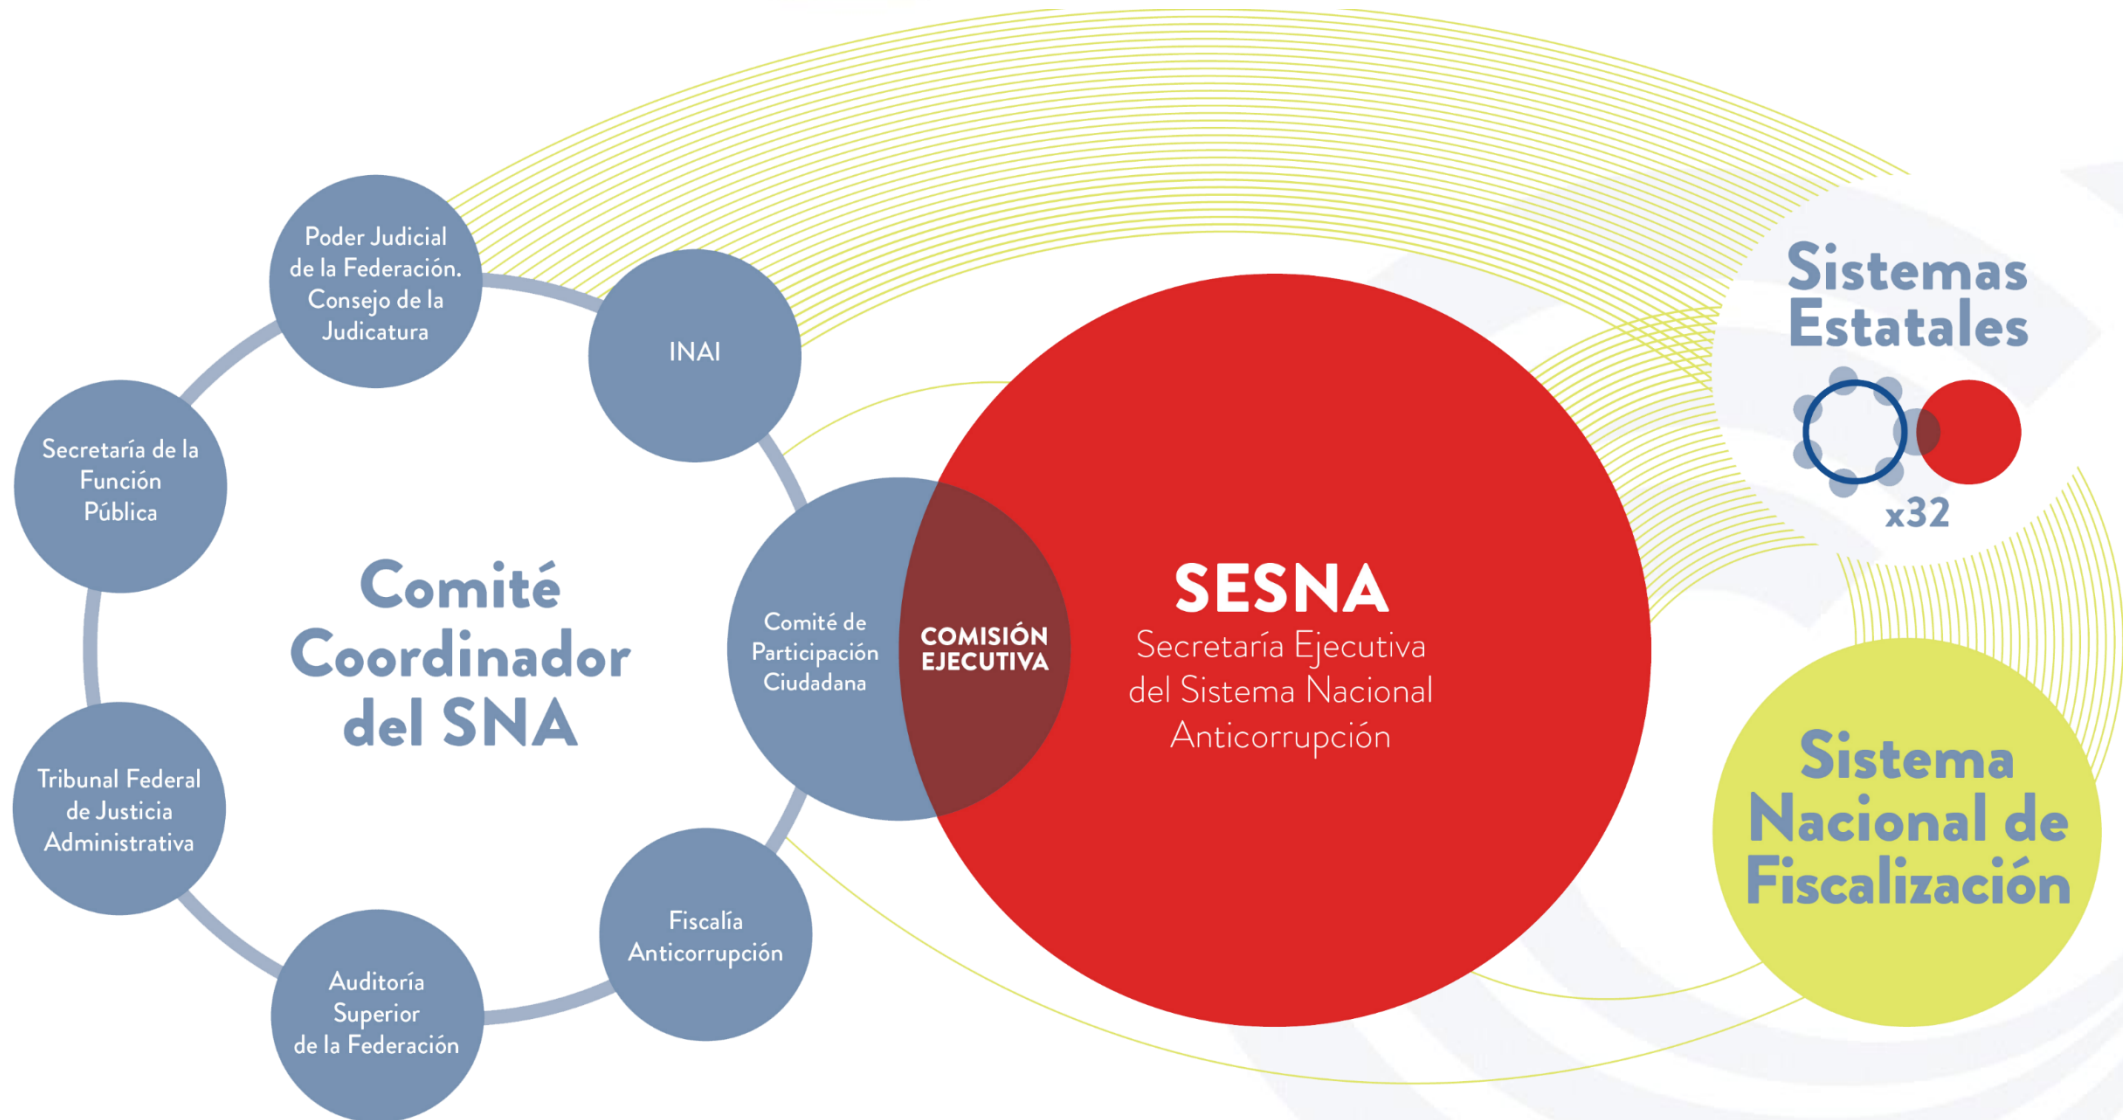 Poder Judicial
de la Federación.
Consejo de la
Judicatura
INAI
Secretaría de la
Función
Pública
Comité
Coordinador
del SNA
Tribunal Federal
de Justicia
Administrativa
Auditoría
Superior
de la Federación
Fiscalía
Anticorrupción
Comité de
Participación
Ciudadana
COMISIÓN
EJECUTIVA
SESNA
Secretaría Ejecutiva
del Sistema Nacional
Anticorrupción
Sistemas
Estatales
x32
Sistema
Nacional de
Fiscalización